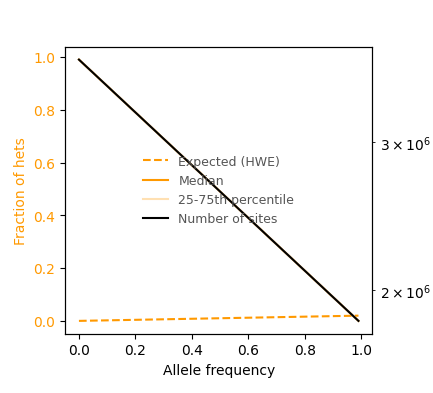 1.0
0.8
0.6
0.4
0.2
0.0
Fraction of hets
Expected (HWE)
Median
25-75th percentile
Number of sites
3 × 10⁶
2 × 10⁶
0.0 0.2 0.4 0.6 0.8 1.0
Allele frequency